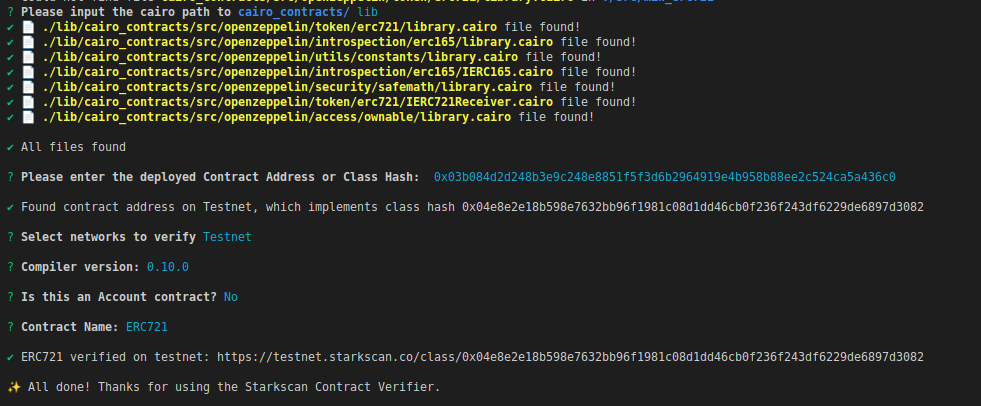 ? Please input the cairo path to cairo_contracts/ lib
✔ 📄 ./lib/cairo_contracts/src/openzeppelin/token/erc721/library.cairo file found!
✔ 📄 ./lib/cairo_contracts/src/openzeppelin/introspection/erc165/library.cairo file found!
✔ 📄 ./lib/cairo_contracts/src/openzeppelin/utils/constants/library.cairo file found!
✔ 📄 ./lib/cairo_contracts/src/openzeppelin/introspection/erc165/IERC165.cairo file found!
✔ 📄 ./lib/cairo_contracts/src/openzeppelin/security/safemath/library.cairo file found!
✔ 📄 ./lib/cairo_contracts/src/openzeppelin/token/erc721/IERC721Receiver.cairo file found!
✔ 📄 ./lib/cairo_contracts/src/openzeppelin/access/ownable/library.cairo file found!
✔ All files found
? Please enter the deployed Contract Address or Class Hash: 0x03b084d2d248b3e9c248e8851f5f3d6b2964919e4b958b88ee2c524ca5a436c0
✔ Found contract address on Testnet, which implements class hash 0x04e8e2e18b598e7632bb96f1981c08d1dd46cb0f236f243df6229de6897d3082
? Select networks to verify Testnet
? Compiler version: 0.10.0
? Is this an Account contract? No
? Contract Name: ERC721
✔ ERC721 verified on testnet: https://testnet.starkscan.co/class/0x04e8e2e18b598e7632bb96f1981c08d1dd46cb0f236f243df6229de6897d3082
✨ All done! Thanks for using the Starkscan Contract Verifier.